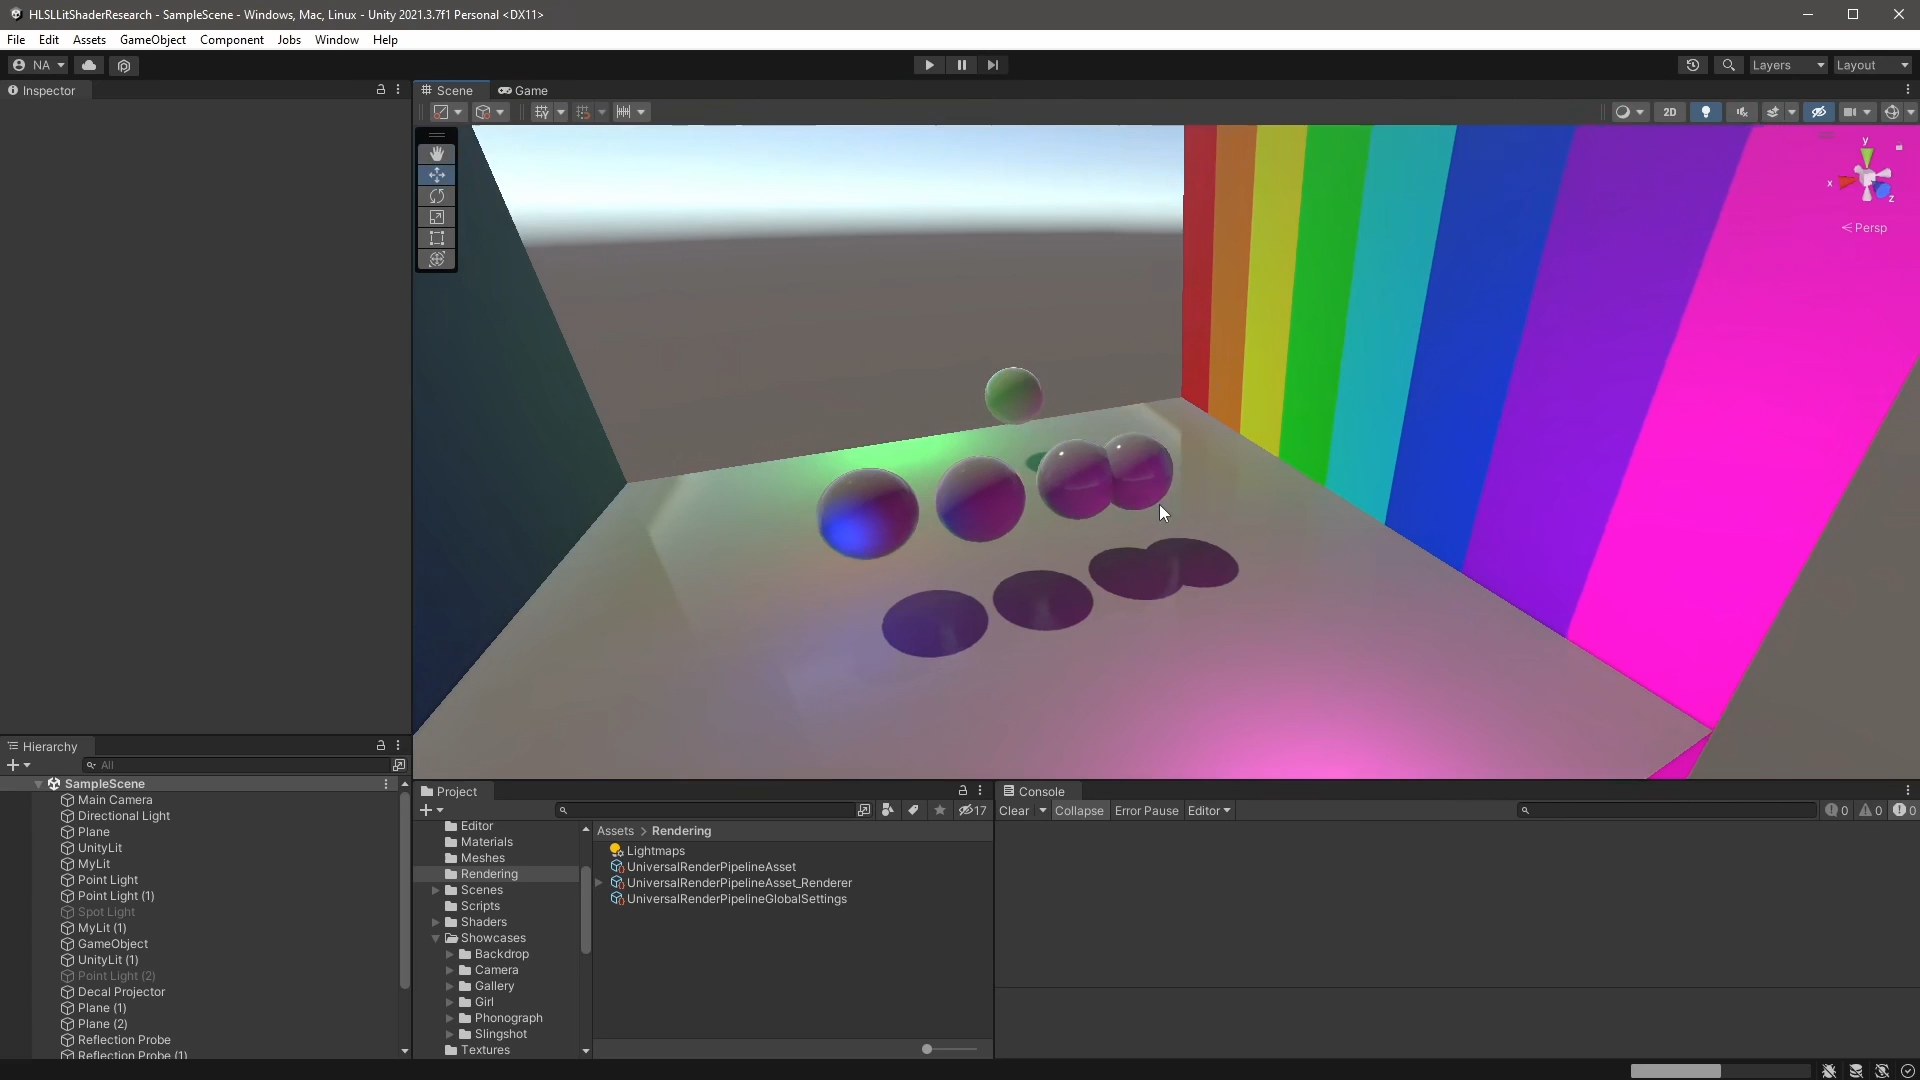 HLSLLitShaderResearch - SampleScene - Windows, Mac, Linux - Unity 2021.3.7f1 Personal <DX11>
File Edit Assets GameObject Component Jobs Window Help
NA Layers Layout
Inspector
Scene Game
2D
y
x
z
Persp
Hierarchy
All
SampleScene
Main Camera
Directional Light
Plane
UnityLit
MyLit
Point Light
Point Light (1)
Spot Light
MyLit (1)
GameObject
UnityLit (1)
Point Light (2)
Decal Projector
Plane (1)
Plane (2)
Reflection Probe
Reflection Probe (1)
Project
17
Editor
Materials
Meshes
Rendering
Scenes
Scripts
Shaders
Showcases
Backdrop
Camera
Gallery
Girl
Phonograph
Slingshot
Textures
Assets > Rendering
Lightmaps
UniversalRenderPipelineAsset
UniversalRenderPipelineAsset_Renderer
UniversalRenderPipelineGlobalSettings
Console
Clear Collapse Error Pause Editor 0 0 0